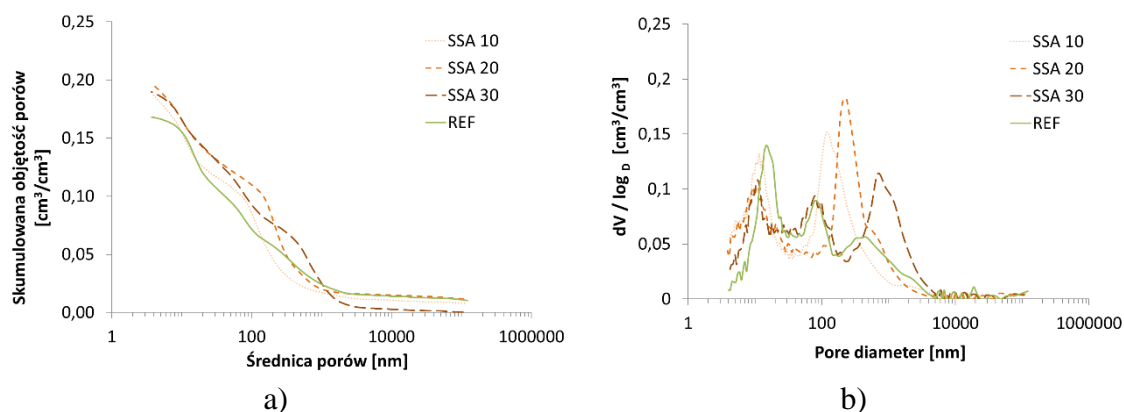 0,25
0,20
0,15
0,10
0,05
0,00
Skumulowana objętość porów
[cm³/cm³]
SSA 10
SSA 20
SSA 30
REF
1
100
10000
1000000
Średnica porów [nm]
a)
0,25
0,2
0,15
0,1
0,05
0
dV / log D [cm³/cm³]
SSA 10
SSA 20
SSA 30
REF
1
100
10000
1000000
Pore diameter [nm]
b)